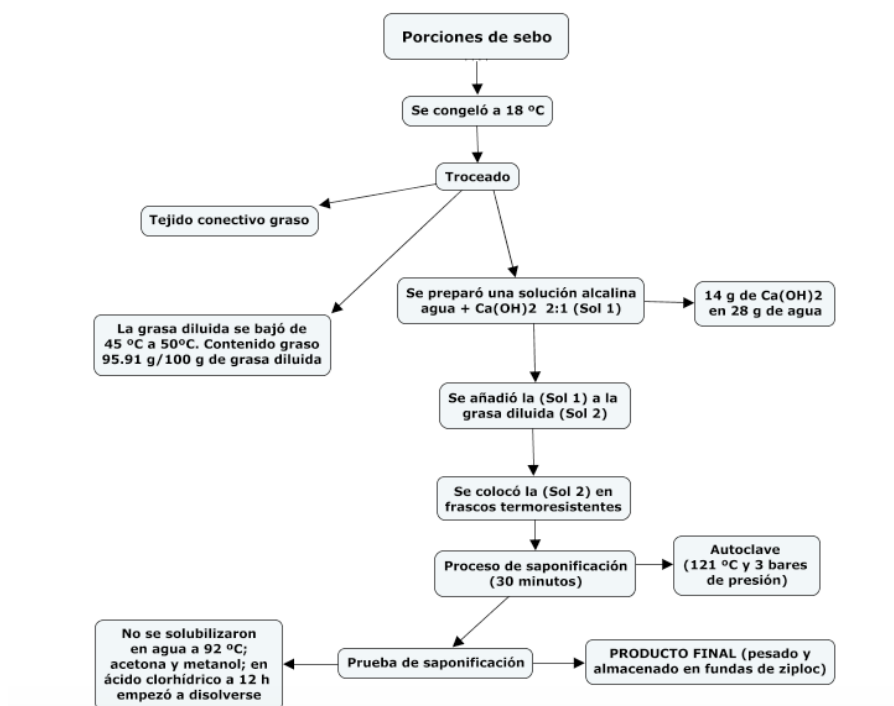 Porciones de sebo
Se congeló a 18 ºC
Troceado
Tejido conectivo graso
Se preparó una solución alcalina
agua + Ca(OH)2 2:1 (Sol 1)
14 g de Ca(OH)2
en 28 g de agua
La grasa diluida se bajó de
45 ºC a 50ºC. Contenido graso
95.91 g/100 g de grasa diluida
Se añadió la (Sol 1) a la
grasa diluida (Sol 2)
Se colocó la (Sol 2) en
frascos termoresistentes
Proceso de saponificación
(30 minutos)
Autoclave
(121 ºC y 3 bares
de presión)
No se solubilizaron
en agua a 92 ºC;
acetona y metanol; en
ácido clorhídrico a 12 h
empezó a disolverse
Prueba de saponificación
PRODUCTO FINAL (pesado y
almacenado en fundas de ziploc)